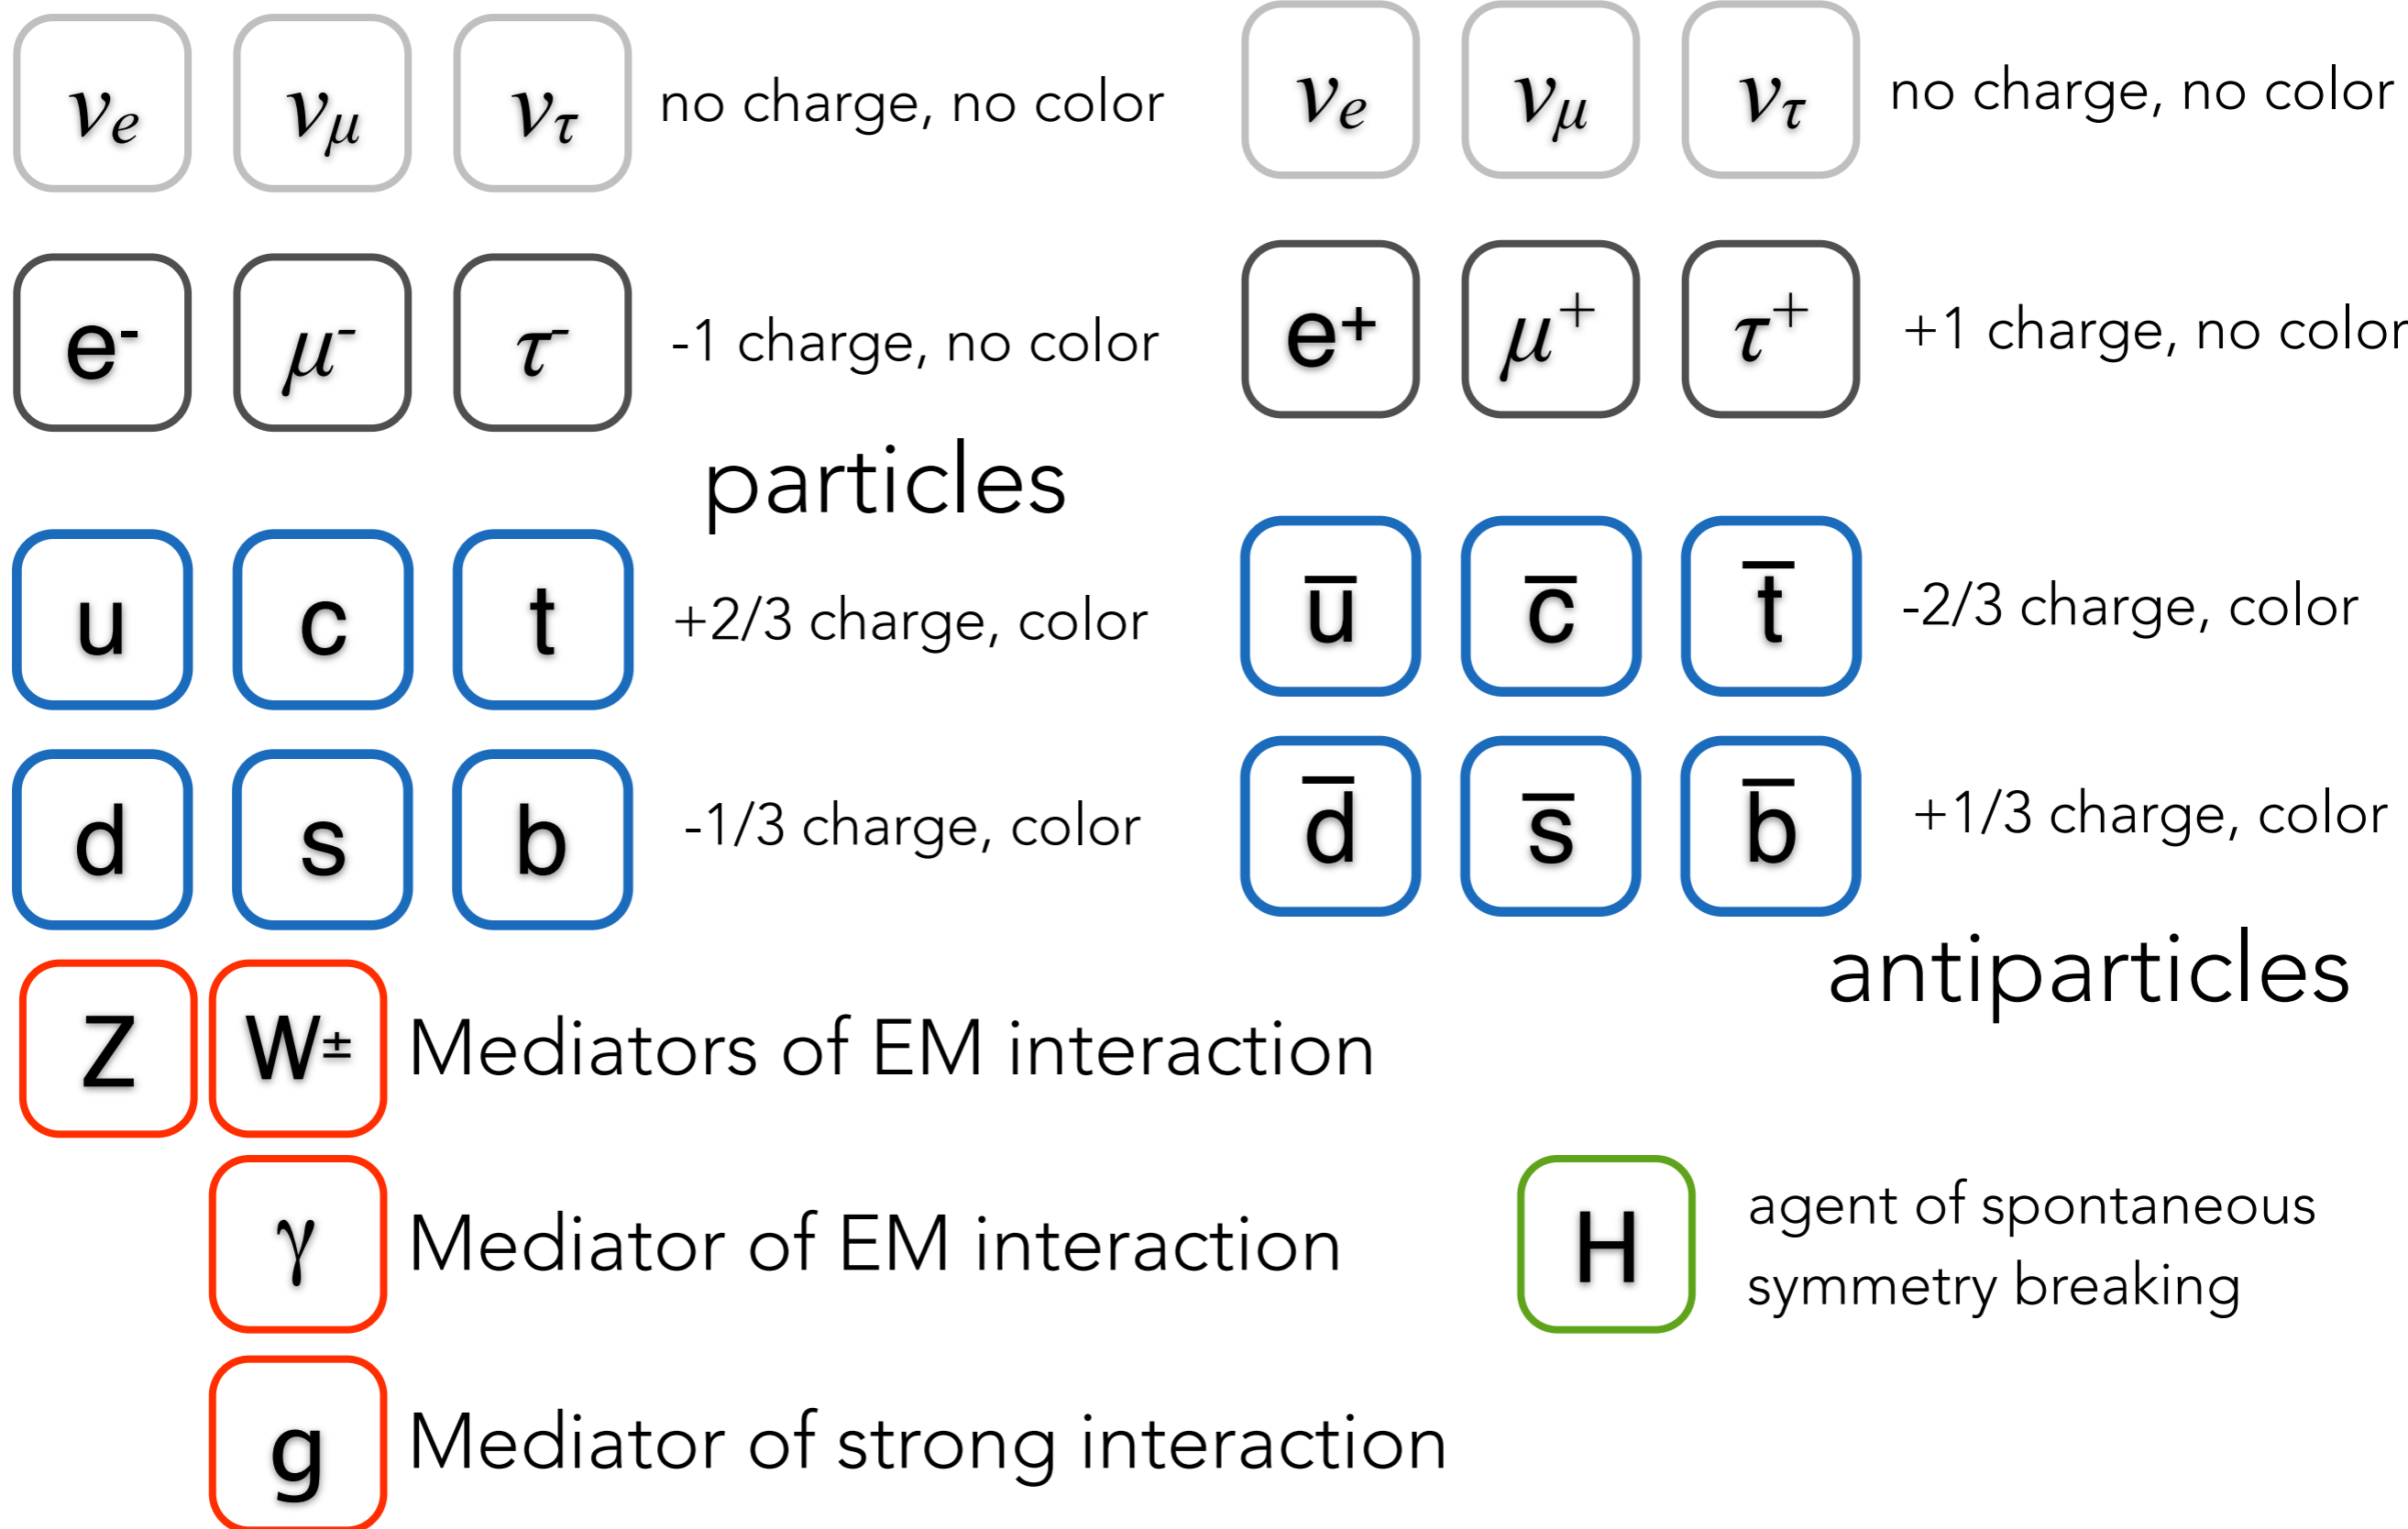 νe νμ ντ no charge, no color
νe νμ ντ no charge, no color
e- μ- τ- -1 charge, no color
e+ μ+ τ+ +1 charge, no color
particles
u c t +2/3 charge, color
u̅ c̅ t̅ -2/3 charge, color
d s b -1/3 charge, color
d̅ s̅ b̅ +1/3 charge, color
antiparticles
Z W± Mediators of EM interaction
γ Mediator of EM interaction
H agent of spontaneous
symmetry breaking
g Mediator of strong interaction